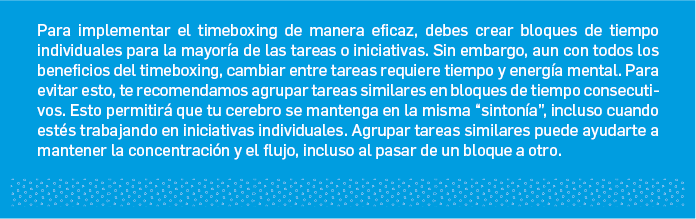 Para implementar el timeboxing de manera eficaz, debes crear bloques de tiempo
individuales para la mayoría de las tareas o iniciativas. Sin embargo, aun con todos los
beneficios del timeboxing, cambiar entre tareas requiere tiempo y energía mental. Para
evitar esto, te recomendamos agrupar tareas similares en bloques de tiempo consecuti-
vos. Esto permitirá que tu cerebro se mantenga en la misma “sintonía”, incluso cuando
estés trabajando en iniciativas individuales. Agrupar tareas similares puede ayudarte a
mantener la concentración y el flujo, incluso al pasar de un bloque a otro.